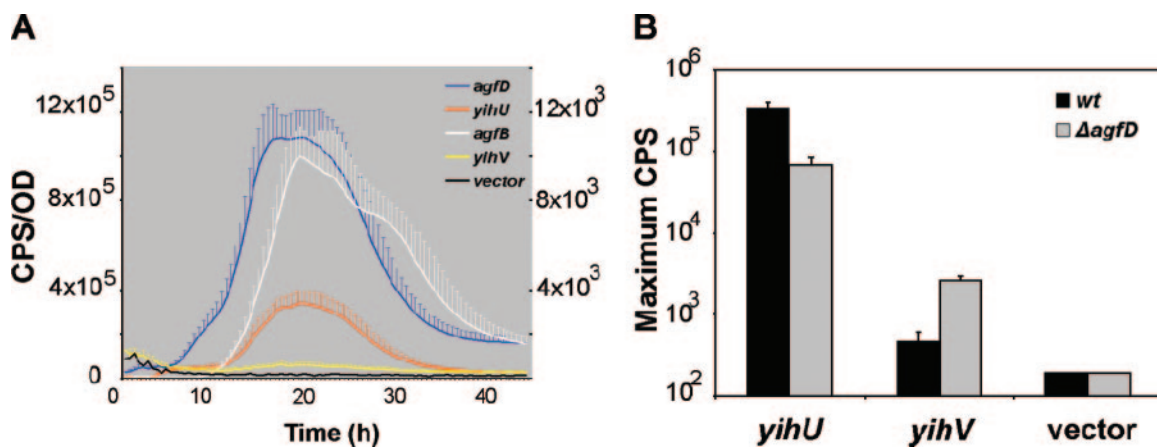 A
CPS/OD
12x10⁵
8x10⁵
4x10⁵
0
agfD
yihU
agfB
yihV
vector
12x10³
8x10³
4x10³
0
0
10
20
30
40
Time (h)
B
Maximum CPS
10⁶
10⁵
10⁴
10³
10²
wt
ΔagfD
yihU
yihV
vector